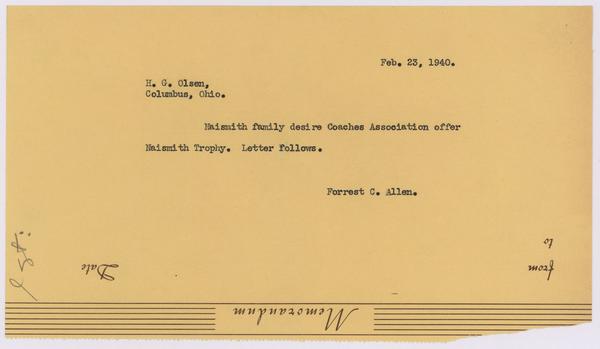 Feb. 23, 1940.
H. G. Olsen,
Columbus, Ohio.
Naismith family desire Coaches Association offer
Naismith Trophy. Letter follows.
Forrest C. Allen.
to
from
Date
Memorandum